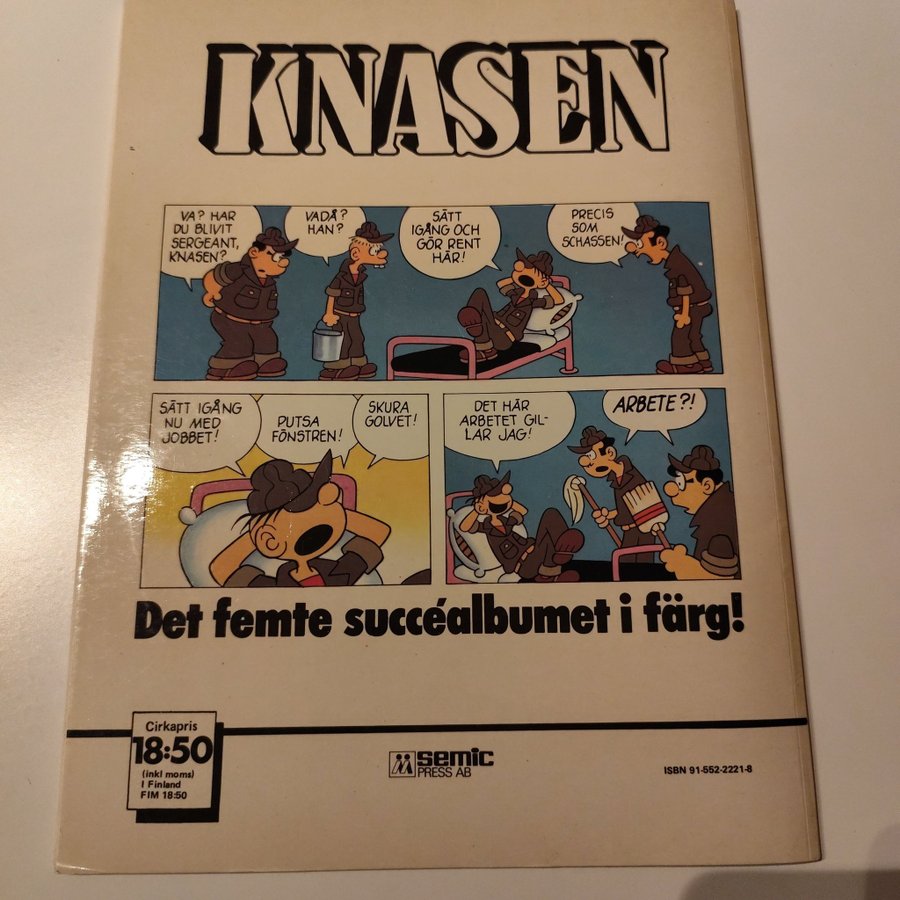 KNASEN
VA? HAR
DU BLIVIT
SERGEANT,
KNASEN?
VADÅ?
HAN?
SÄTT
IGÅNG OCH
GÖR RENT
HÄR!
PRECIS
SOM
SCHASSEN!
SÄTT IGÅNG
NU MED
JOBBET!
PUTSA
FÖNSTREN!
SKURA
GOLVET!
DET HÄR
ARBETET GIL-
LAR JAG!
ARBETE?!
Det femte succéalbumet i färg!
Cirkapris
18:50
(inkl moms)
I Finland
FIM 18:50
semic
PRESS AB
ISBN 91-552-2221-8